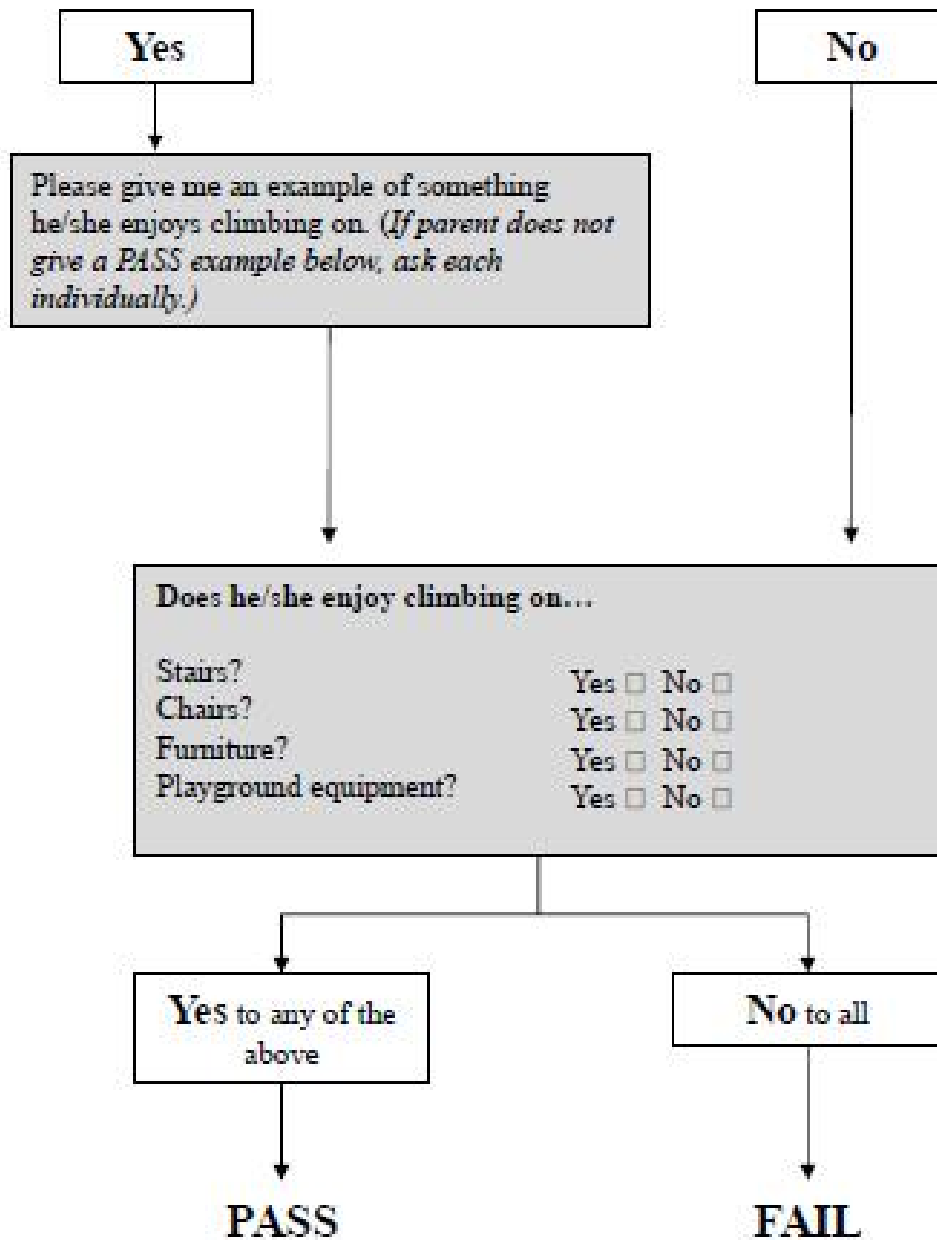 Yes
No
Please give me an example of something
he/she enjoys climbing on. (If parent does not
give a PASS example below, ask each
individually.)
Does he/she enjoy climbing on…
Stairs? Yes □ No □
Chairs? Yes □ No □
Furniture? Yes □ No □
Playground equipment? Yes □ No □
Yes to any of the
above
No to all
PASS
FAIL